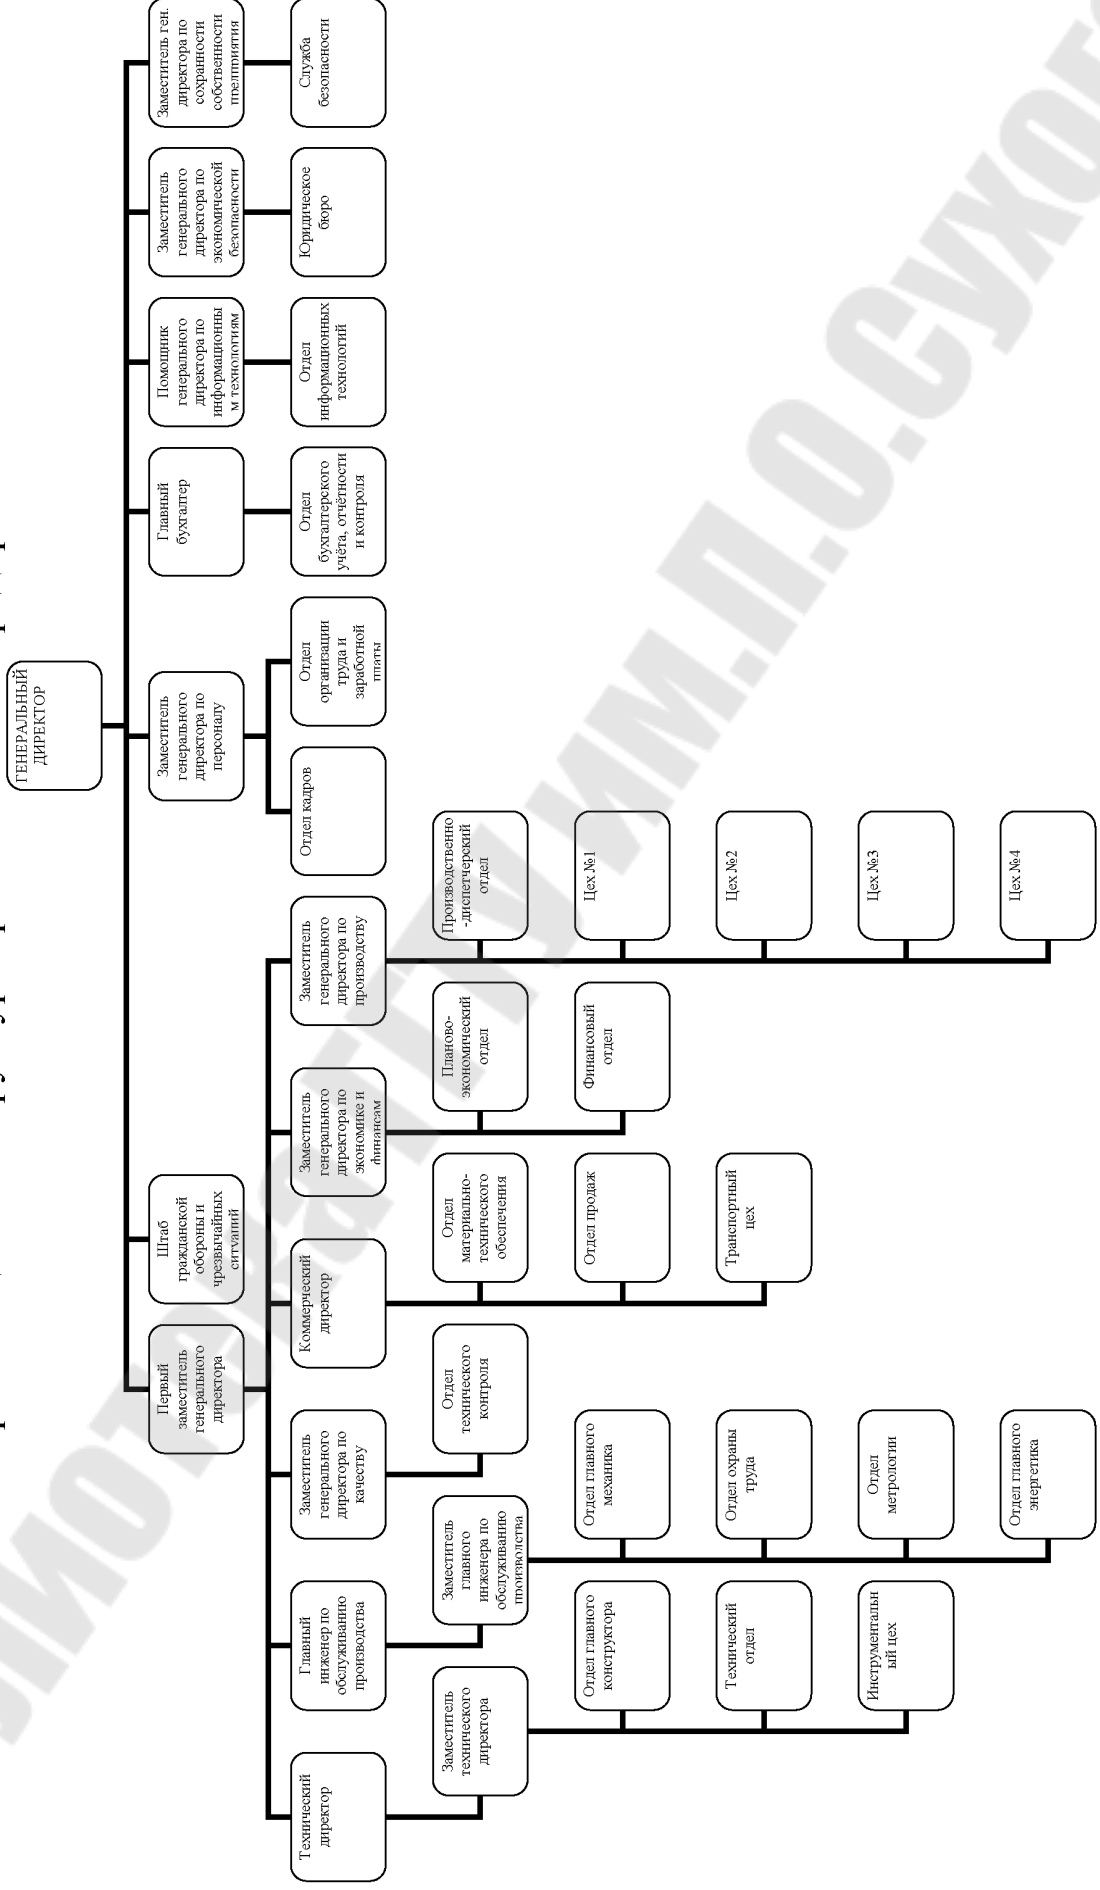 ГЕНЕРАЛЬНЫЙ
ДИРЕКТОР
Первый
заместитель
генерального
директора
Штаб
гражданской
обороны и
чрезвычайных
ситуаций
Заместитель
генерального
директора по
персоналу
Главный
бухгалтер
Помощник
генерального
директора по
информационны
м технологиям
Заместитель
генерального
директора по
экономической
безопасности
Заместитель ген.
директора по
сохранности
собственности
предприятия
Технический
директор
Главный
инженер по
обслуживанию
производства
Заместитель
генерального
директора по
качеству
Коммерческий
директор
Заместитель
генерального
директора по
экономике и
финансам
Заместитель
генерального
директора по
производству
Отдел кадров
Отдел
организации
труда и
заработной
платы
Отдел
бухгалтерского
учёта, отчётности
и контроля
Отдел
информационных
технологий
Юридическое
бюро
Служба
безопасности
Заместитель
технического
директора
Заместитель
главного
инженера по
обслуживанию
производства
Отдел
технического
контроля
Отдел
материально-
технического
обеспечения
Планово-
экономический
отдел
Производственно
-диспетчерский
отдел
Отдел главного
конструктора
Отдел главного
механика
Отдел продаж
Финансовый
отдел
Цех №1
Технический
отдел
Отдел охраны
труда
Транспортный
цех
Цех №2
Инструментальн
ый цех
Отдел
метрологии
Цех №3
Отдел главного
энергетика
Цех №4
ГГТУ им.П.О.Сухого